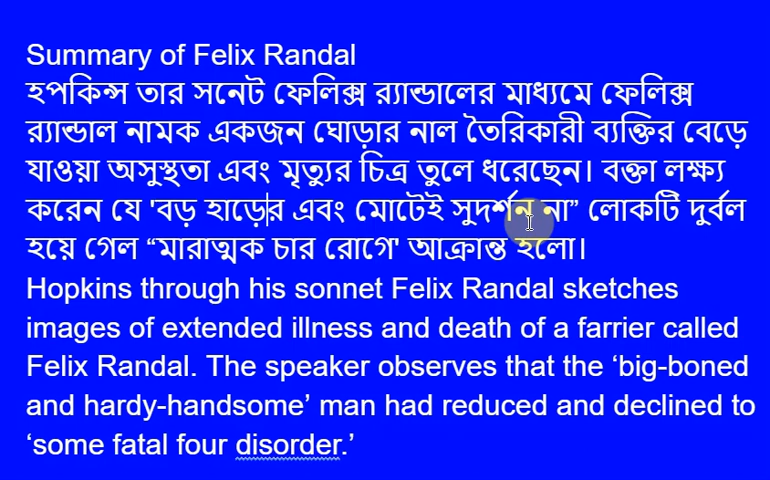 Summary of Felix Randal
হপকিন্স তার সনেট ফেলিক্স র‍্যান্ডালের মাধ্যমে ফেলিক্স
র‍্যান্ডাল নামক একজন ঘোড়ার নাল তৈরিকারী ব্যক্তির বেড়ে
যাওয়া অসুস্থতা এবং মৃত্যুর চিত্র তুলে ধরেছেন। বক্তা লক্ষ্য
করেন যে 'বড় হাড়ের এবং মোটেই সুদর্শন না” লোকটি দুর্বল
হয়ে গেল “মারাত্মক চার রোগে' আক্রান্ত হলো।
Hopkins through his sonnet Felix Randal sketches
images of extended illness and death of a farrier called
Felix Randal. The speaker observes that the ‘big-boned
and hardy-handsome’ man had reduced and declined to
‘some fatal four disorder.’